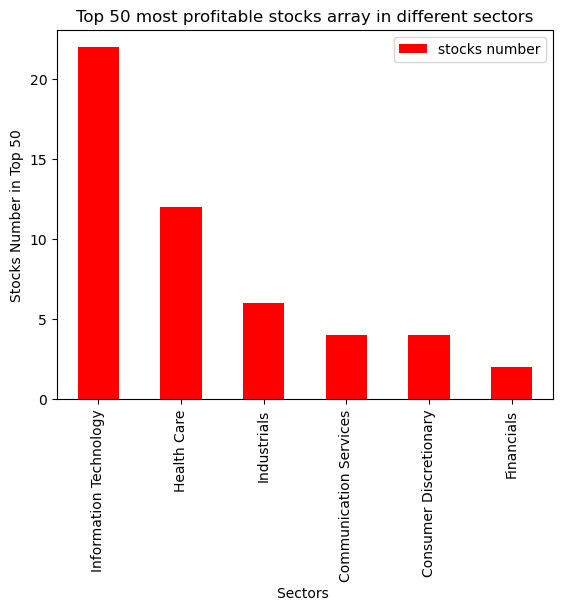 Top 50 most profitable stocks array in different sectors
stocks number
Stocks Number in Top 50
20
15
10
5
0
Information Technology
Health Care
Industrials
Communication Services
Consumer Discretionary
Financials
Sectors